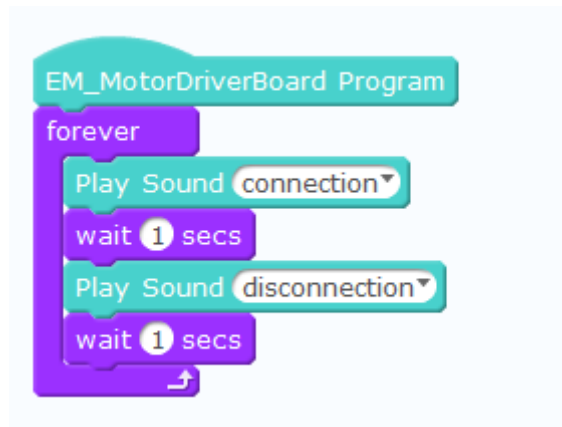 EM_MotorDriverBoard Program
forever
Play Sound connection
wait 1 secs
Play Sound disconnection
wait 1 secs